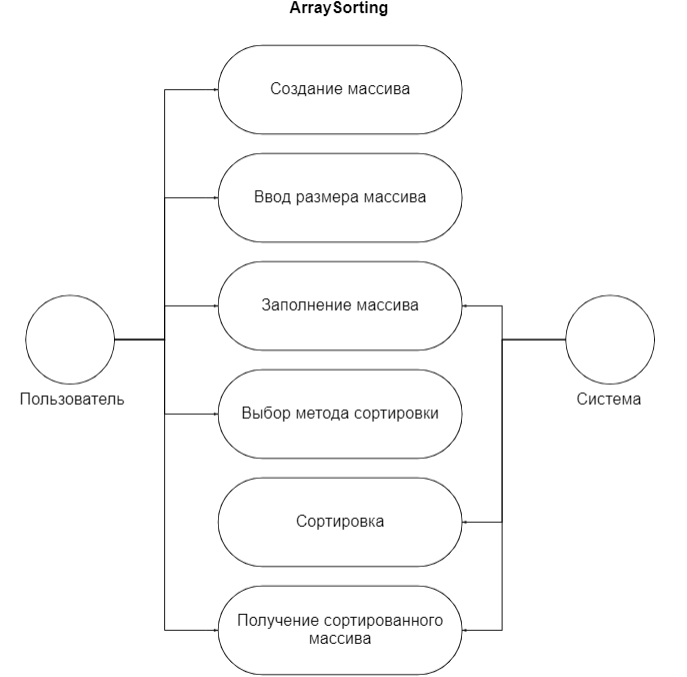 ArraySorting
Создание массива
Ввод размера массива
Заполнение массива
Пользователь
Система
Выбор метода сортировки
Сортировка
Получение сортированного
массива